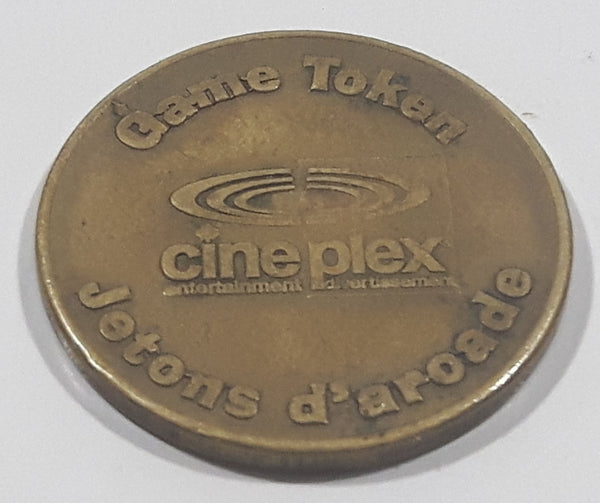 Game Token
cineplex
entertainment divertissement
Jetons d'arcade